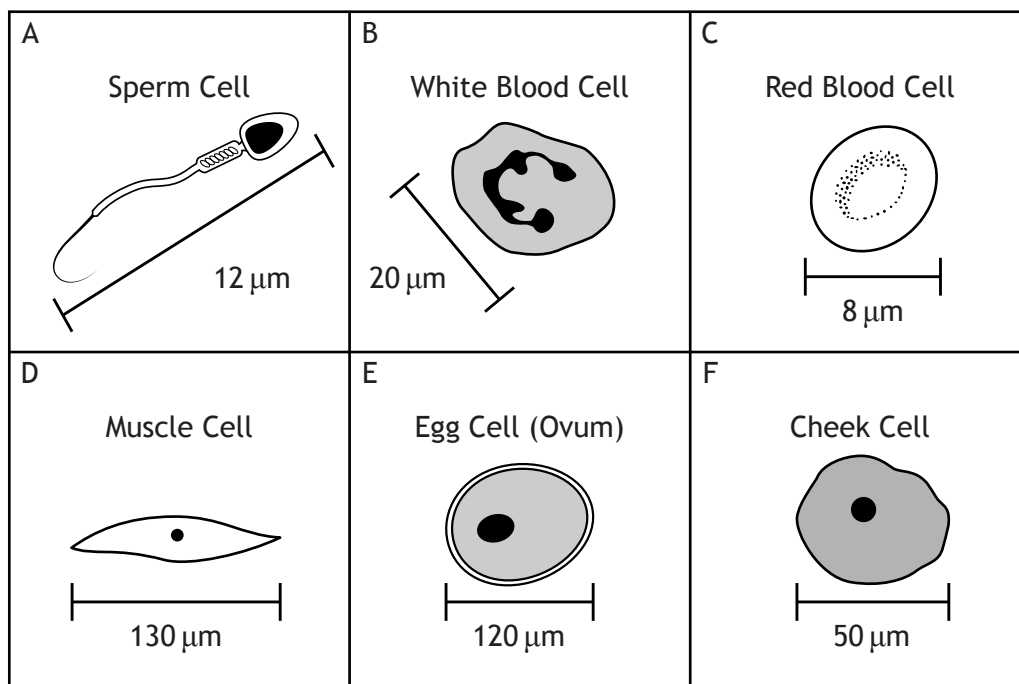 A
Sperm Cell
12 μm
B
White Blood Cell
20 μm
C
Red Blood Cell
8 μm
D
Muscle Cell
130 μm
E
Egg Cell (Ovum)
120 μm
F
Cheek Cell
50 μm